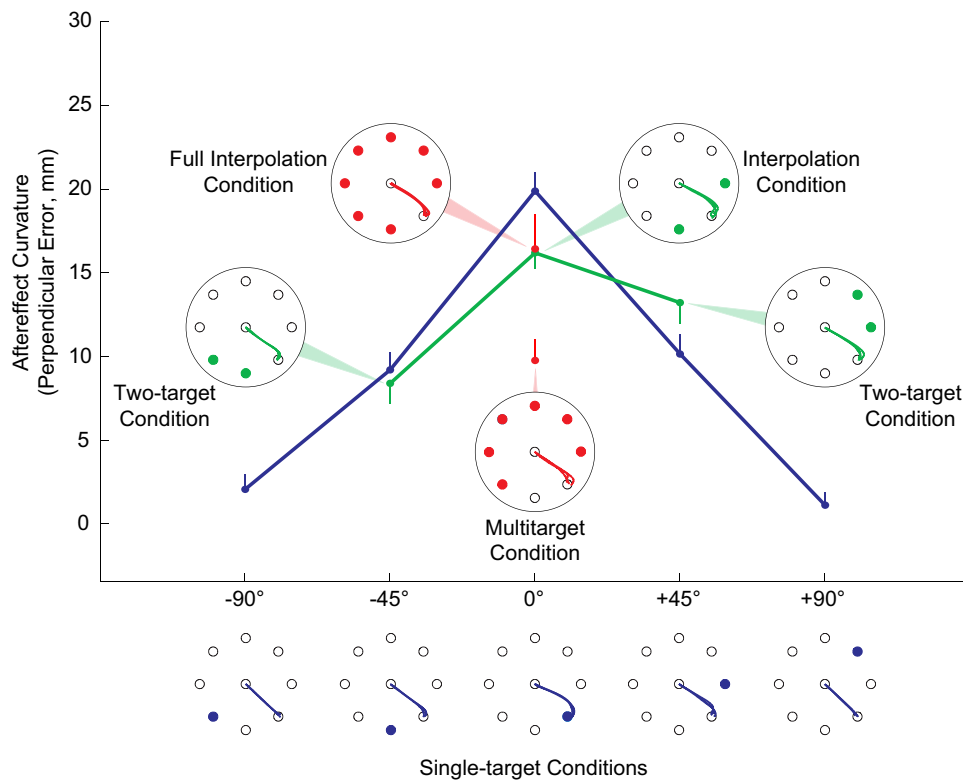 Aftereffect Curvature
(Perpendicular Error, mm)
30
25
20
15
10
5
0
Full Interpolation
Condition
Interpolation
Condition
Two-target
Condition
Two-target
Condition
Multitarget
Condition
-90°
-45°
0°
+45°
+90°
Single-target Conditions